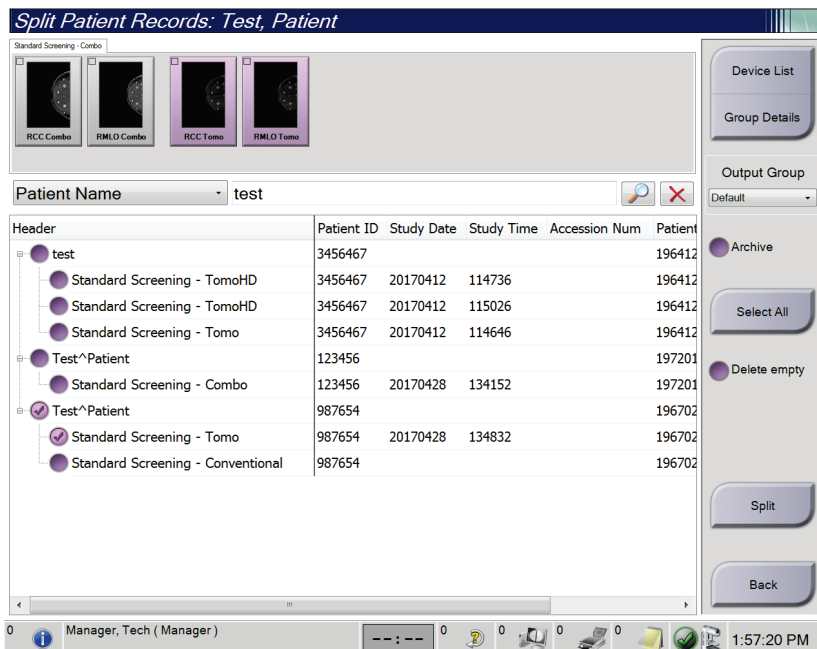 Split Patient Records: Test, Patient
Standard Screening - Combo
RCC Combo RMLO Combo RCC Tomo RMLO Tomo
Device List
Group Details
Patient Name test
Output Group
Default
Header Patient ID Study Date Study Time Accession Num Patient
test 3456467 196412
Standard Screening - TomoHD 3456467 20170412 114736 196412
Standard Screening - TomoHD 3456467 20170412 115026 196412
Standard Screening - Tomo 3456467 20170412 114646 196412
Test^Patient 123456 197201
Standard Screening - Combo 123456 20170428 134152 197201
Test^Patient 987654 196702
Standard Screening - Tomo 987654 20170428 134832 196702
Standard Screening - Conventional 987654 196702
Archive
Select All
Delete empty
Split
Back
0 Manager, Tech ( Manager ) --:-- 0 0 0 0 1:57:20 PM